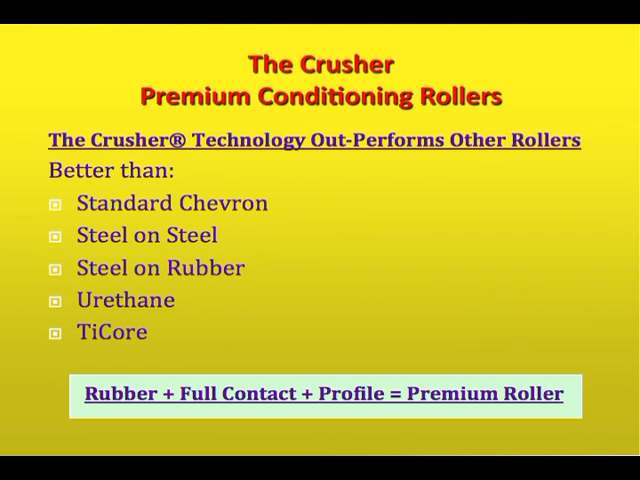 The Crusher
Premium Conditioning Rollers
The Crusher® Technology Out-Performs Other Rollers
Better than:
Standard Chevron
Steel on Steel
Steel on Rubber
Urethane
TiCore
Rubber + Full Contact + Profile = Premium Roller